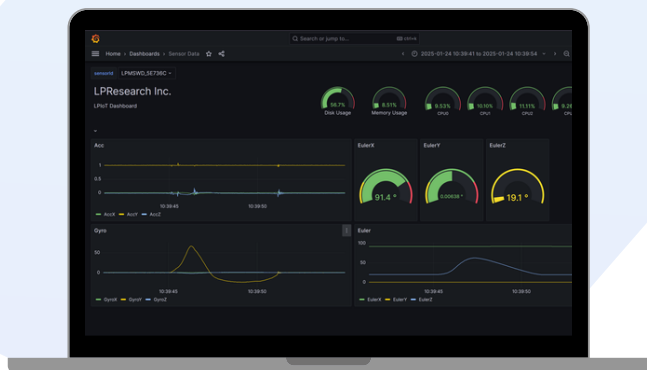 Search or jump to...
Home › Dashboards › Sensor Data
2025-01-24 10:39:41 to 2025-01-24 10:39:54
sensorId LPMSWD_5E736C
LPResearch Inc.
LPIoT Dashboard
56.7% 8.01% 9.53% 10.10% 11.11%
Disk Usage Memory Usage CPU0 CPU1 CPU2
Acc
1
0.5
0
10:39:45 10:39:50
AccX AccY AccZ
EulerX EulerY EulerZ
91.4 ° 0.00638 ° 19.1 °
Gyro
50
0
10:39:45 10:39:50
GyroX GyroY GyroZ
Euler
100
50
0
10:39:45 10:39:50
EulerX EulerY EulerZ